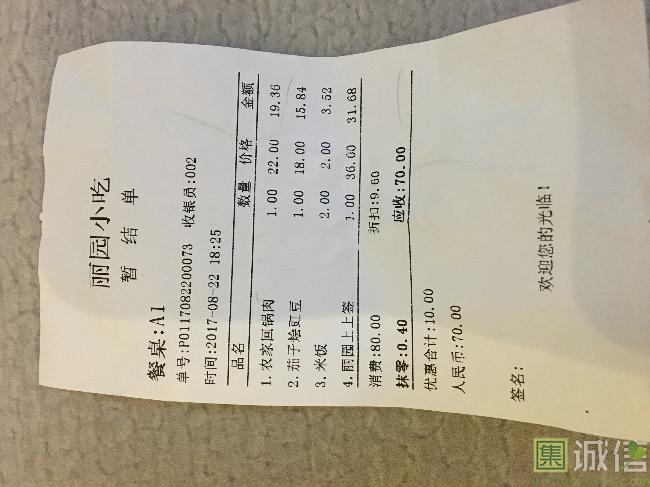 丽园小吃
暂 结 单
餐桌:A1
单号:P0117082200073 收银员:002
时间:2017-08-22 18:25
品名 数量 价格 金额
1.农家回锅肉 1.00 22.00 19.36
2.茄子烩豇豆 1.00 18.00 15.84
3.米饭 2.00 2.00 3.52
4.丽园上上签 1.00 36.00 31.68
消费:80.00 折扣:9.60
抹零:0.40 应收:70.00
优惠合计:10.00
人民币:70.00
签名:
欢迎您的光临!
集 诚信